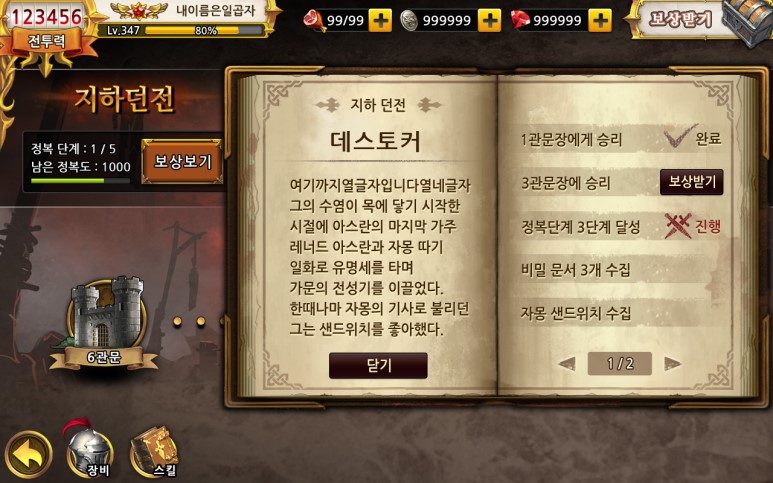 123456
전투력
내이름은일곱자
Lv.347
80%
99/99
999999
999999
보상받기
지하던전
정복 단계 : 1 / 5
남은 정복도 : 1000
보상보기
6관문
지하 던전
데스토커
여기까지열글자입니다열네글자
그의 수염이 목에 닿기 시작한
시절에 아스란의 마지막 가주
레너드 아스란과 자몽 따기
일화로 유명세를 타며
가문의 전성기를 이끌었다.
한때나마 자몽의 기사로 불리던
그는 샌드위치를 좋아했다.
닫기
1관문장에게 승리 완료
3관문장에 승리 보상받기
정복단계 3단계 달성 진행
비밀 문서 3개 수집
자몽 샌드위치 수집
1/2
장비
스킬